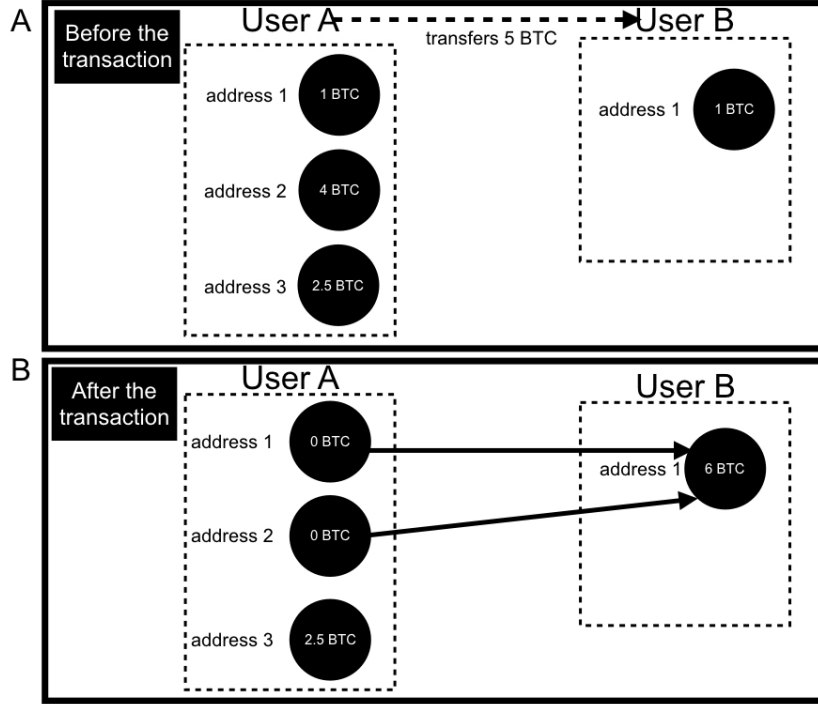 A
Before the
transaction
User A
transfers 5 BTC
User B
address 1
1 BTC
address 2
4 BTC
address 3
2.5 BTC
address 1
1 BTC
B
After the
transaction
User A
User B
address 1
0 BTC
address 2
0 BTC
address 3
2.5 BTC
address 1
6 BTC